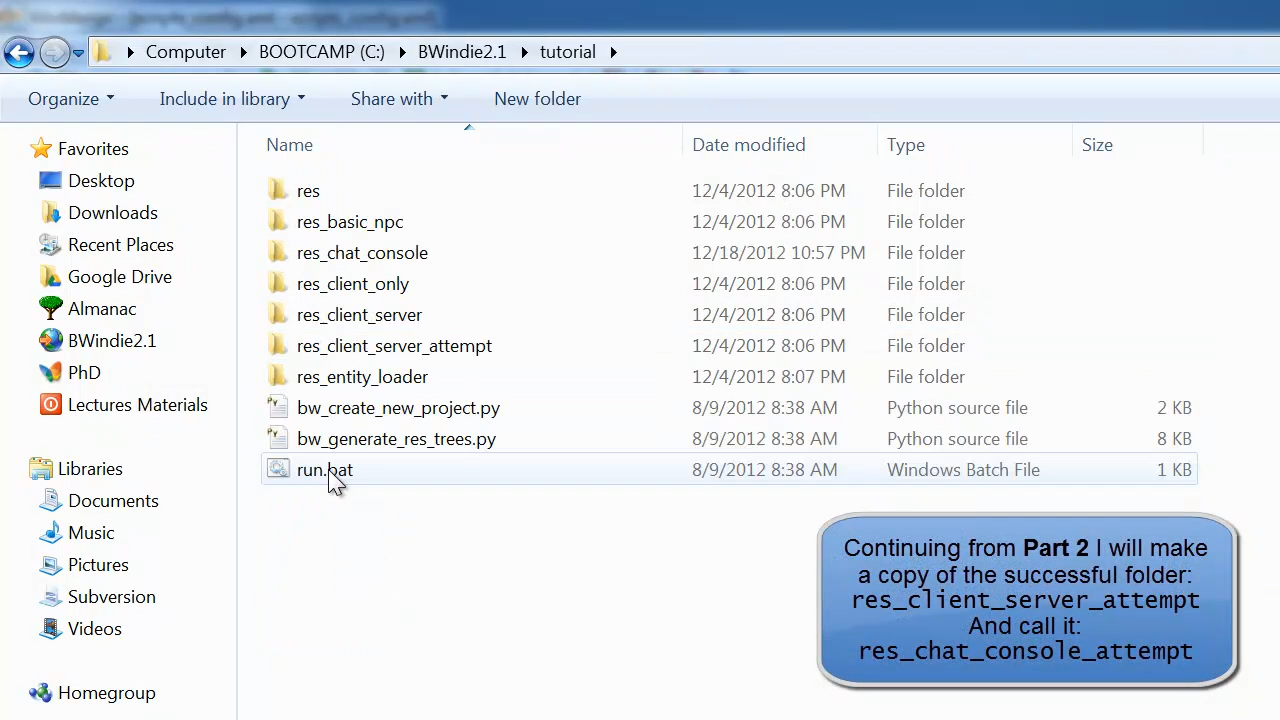 Computer BOOTCAMP (C:) BWindie2.1 tutorial
Organize Include in library Share with New folder
Name Date modified Type Size
Favorites
Desktop
Downloads
Recent Places
Google Drive
Almanac
BWindie2.1
PhD
Lectures Materials
Libraries
Documents
Music
Pictures
Subversion
Videos
Homegroup
res 12/4/2012 8:06 PM File folder
res_basic_npc 12/4/2012 8:06 PM File folder
res_chat_console 12/18/2012 10:57 PM File folder
res_client_only 12/4/2012 8:06 PM File folder
res_client_server 12/4/2012 8:06 PM File folder
res_client_server_attempt 12/4/2012 8:06 PM File folder
res_entity_loader 12/4/2012 8:07 PM File folder
bw_create_new_project.py 8/9/2012 8:38 AM Python source file 2 KB
bw_generate_res_trees.py 8/9/2012 8:38 AM Python source file 8 KB
run.bat 8/9/2012 8:38 AM Windows Batch File 1 KB
Continuing from Part 2 I will make
a copy of the successful folder:
res_client_server_attempt
And call it:
res_chat_console_attempt